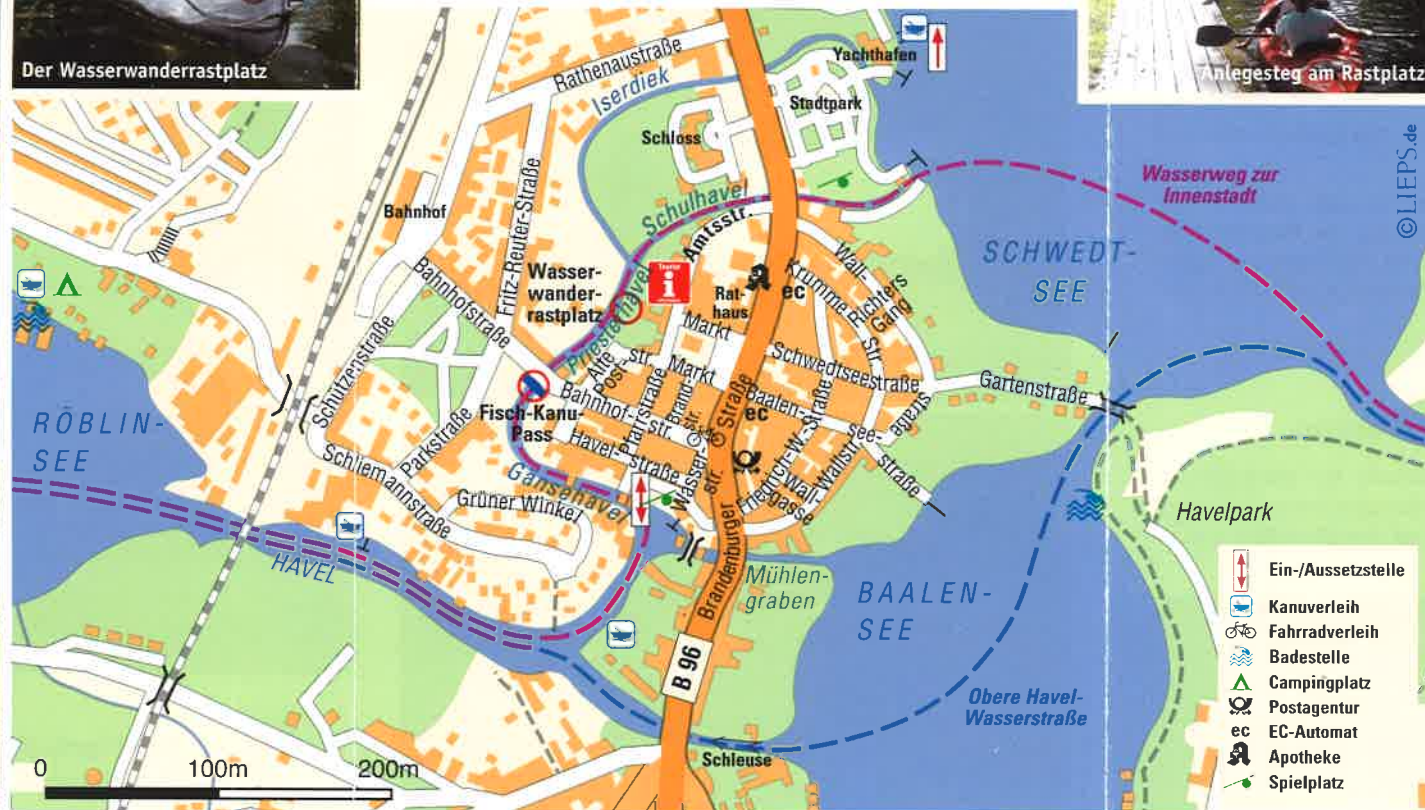 Der Wasserwanderrastplatz
Anlegesteg am Rastplatz
©LIEPS.de
Yachthafen
Rathenaustraße
Iserdiek
Stadtpark
Schloss
Wasserweg zur
Innenstadt
Schulhavel
Amtsstr.
Bahnhof
Fritz-Reuter-Straße
SCHWEDT-
SEE
Wasser-
wander-
rastplatz
Priesterhavel
i
Rat-
haus
ec
Krumme Str.
Wall-
straße
Richters
Gang
Bahnhofstraße
Markt
Markt
Alte
Poststr.
Schwedtseestraße
Gartenstraße
Schützenstraße
Fisch-Kanu-
Pass
Bahnhof-
str.
Pfarrstraße
Brand-
str.
ec
Baalen-
see-
straße
Havel-straße
Parkstraße
RÖBLIN-
SEE
Schliemannstraße
Gänsehavel
Grüner Winkel
Wasser-
str.
Friedrich-W.-Straße
Wallstr.
Wall-
gasse
Brandenburger Straße
HAVEL
Mühlen-
graben
BAALEN-
SEE
Havelpark
B 96
Obere Havel-
Wasserstraße
Schleuse
0 100m 200m
Ein-/Aussetzstelle
Kanuverleih
Fahrradverleih
Badestelle
Campingplatz
Postagentur
ec EC-Automat
Apotheke
Spielplatz